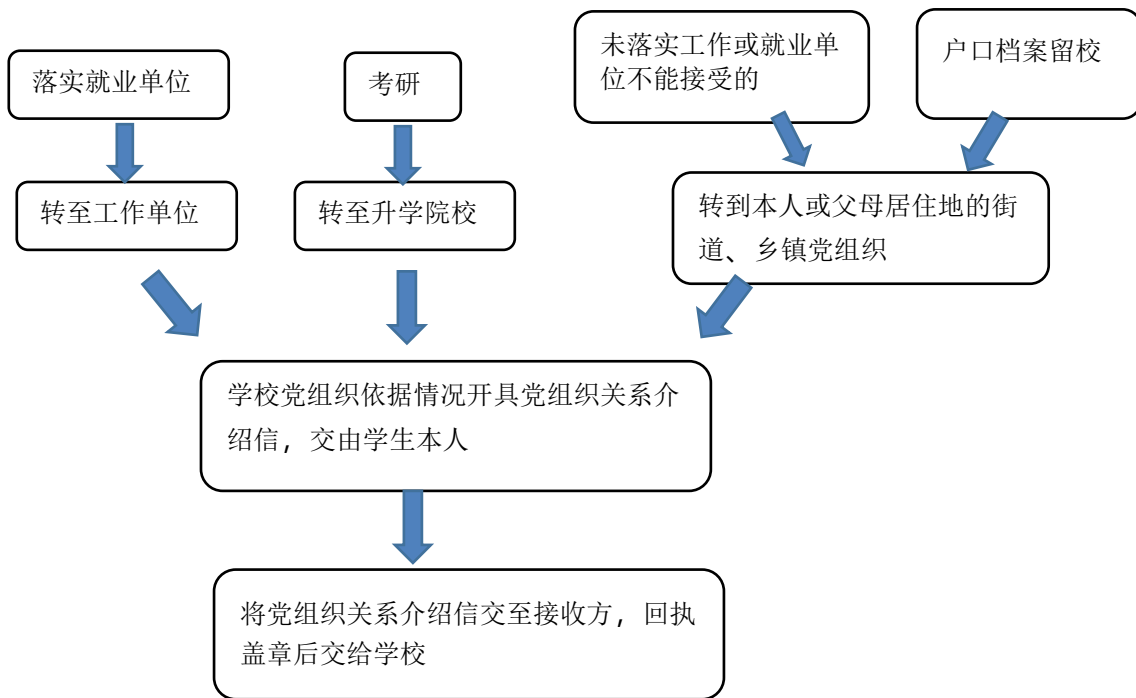 落实就业单位
考研
未落实工作或就业单
位不能接受的
户口档案留校
转至工作单位
转至升学院校
转到本人或父母居住地的街
道、乡镇党组织
学校党组织依据情况开具党组织关系介
绍信，交由学生本人
将党组织关系介绍信交至接收方，回执
盖章后交给学校